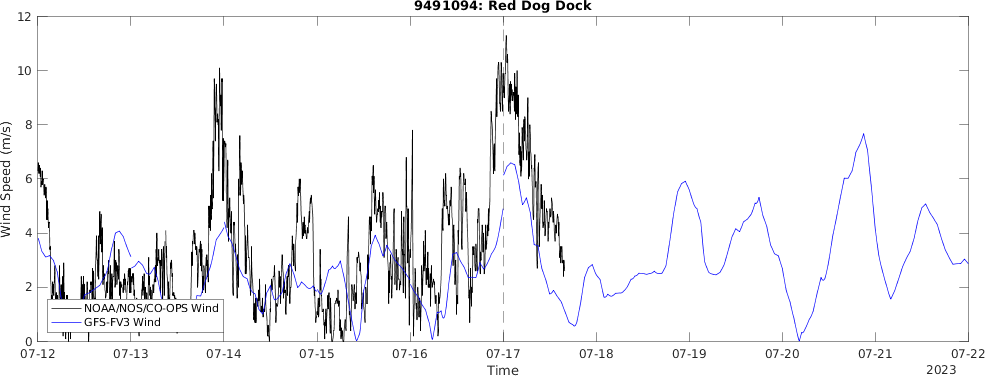 9491094: Red Dog Dock
Wind Speed (m/s)
12
10
8
6
4
2
0
NOAA/NOS/CO-OPS Wind
GFS-FV3 Wind
07-12 07-13 07-14 07-15 07-16 07-17 07-18 07-19 07-20 07-21 07-22
Time
2023